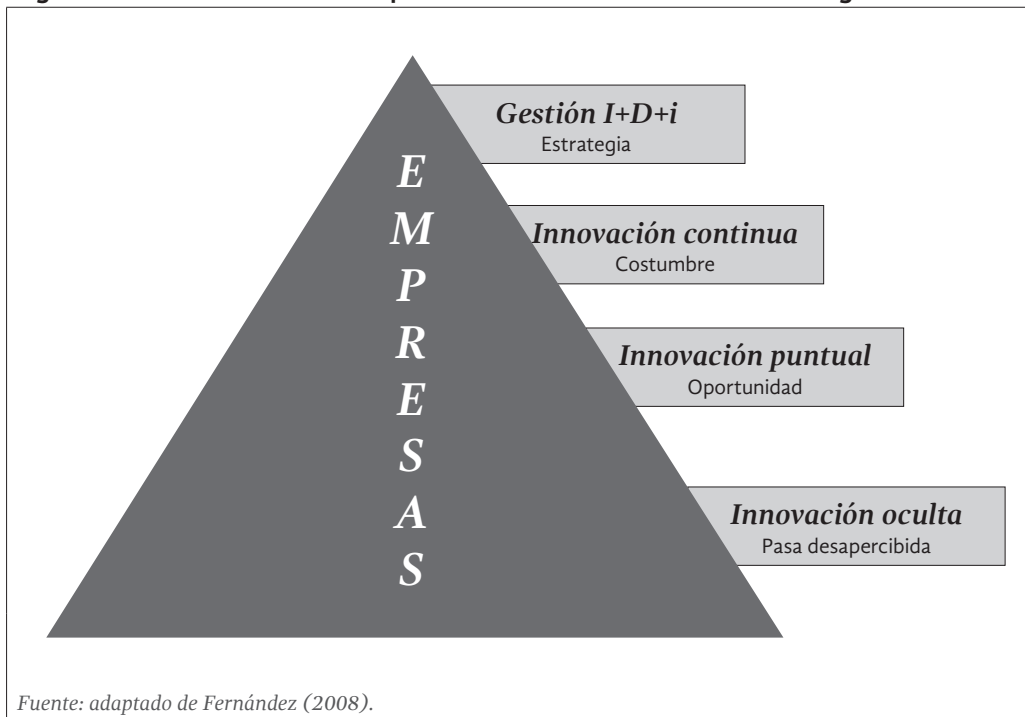 Gestión I+D+i
Estrategia
Innovación continua
Costumbre
Innovación puntual
Oportunidad
Innovación oculta
Pasa desapercibida
E
M
P
R
E
S
A
S
Fuente: adaptado de Fernández (2008).